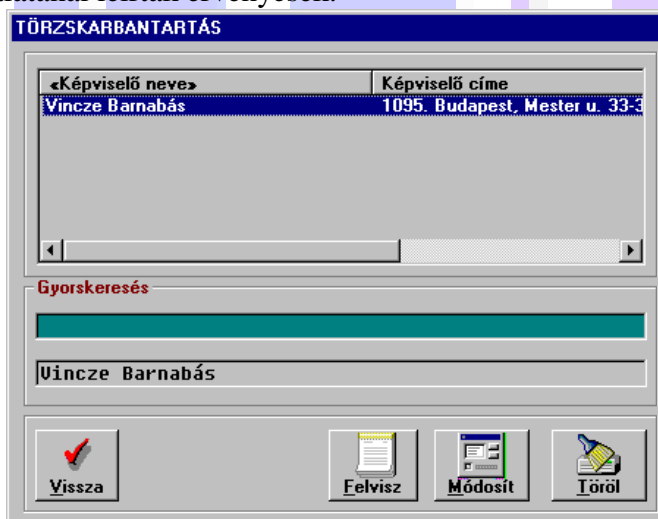 TÖRZSKARBANTARTÁS
«Képviselő neve» Képviselő címe
Vincze Barnabás 1095. Budapest, Mester u. 33-3
Gyorskeresés
Vincze Barnabás
Vissza Felvisz Módosít Töröl